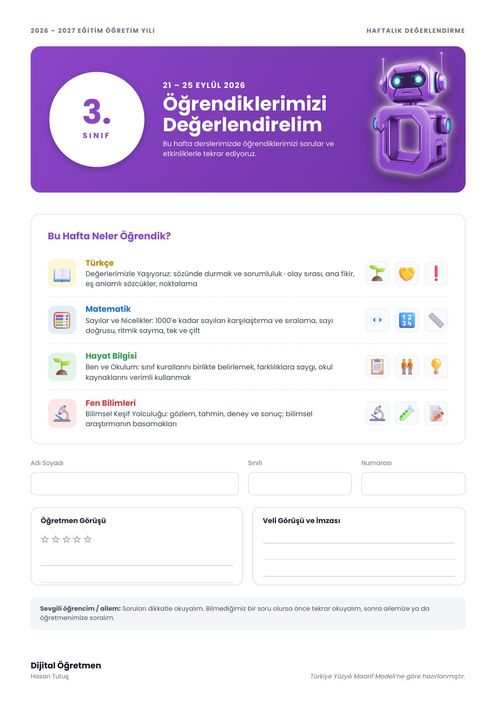 2026 – 2027 EĞİTİM ÖĞRETİM YILI
HAFTALIK DEĞERLENDİRME
3.
SINIF
21 – 25 EYLÜL 2026
Öğrendiklerimizi
Değerlendirelim
Bu hafta derslerimizde öğrendiklerimizi sorular ve
etkinliklerle tekrar ediyoruz.
Bu Hafta Neler Öğrendik?
Türkçe
Değerlerimizle Yaşıyoruz: sözünde durmak ve sorumluluk · olay sırası, ana fikir,
eş anlamlı sözcükler, noktalama
Matematik
Sayılar ve Nicelikler: 1000'e kadar sayıları karşılaştırma ve sıralama, sayı
doğrusu, ritmik sayma, tek ve çift
< >
1 2
3 4
Hayat Bilgisi
Ben ve Okulum: sınıf kurallarını birlikte belirlemek, farklılıklara saygı, okul
kaynaklarını verimli kullanmak
Fen Bilimleri
Bilimsel Keşif Yolculuğu: gözlem, tahmin, deney ve sonuç; bilimsel
araştırmanın basamakları
Adı Soyadı
Sınıfı
Numarası
Öğretmen Görüşü
Veli Görüşü ve İmzası
Sevgili öğrencim / ailem: Soruları dikkatle okuyalım. Bilmediğimiz bir soru olursa önce tekrar okuyalım, sonra ailemize ya da
öğretmenimize soralım.
Dijital Öğretmen
Hasan Tutuş
Türkiye Yüzyılı Maarif Modeli'ne göre hazırlanmıştır.